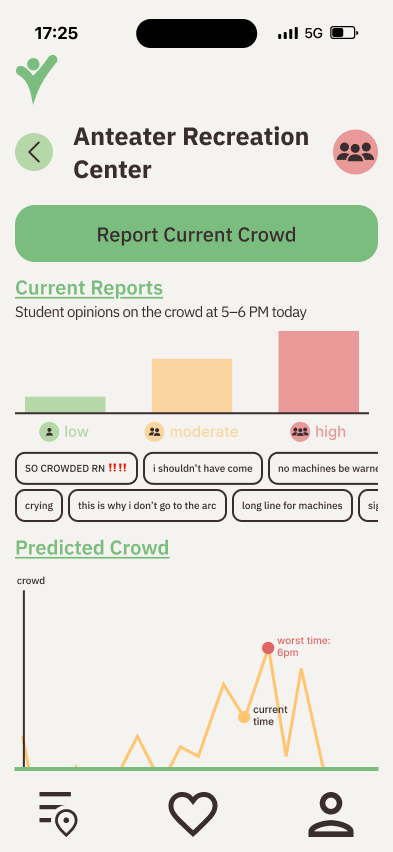 17:25
5G
Anteater Recreation
Center
Report Current Crowd
Current Reports
Student opinions on the crowd at 5–6 PM today
low
moderate
high
SO CROWDED RN ‼️‼️
i shouldn’t have come
no machines be warne
crying
this is why i don’t go to the arc
long line for machines
sig
Predicted Crowd
crowd
worst time:
6pm
current
time